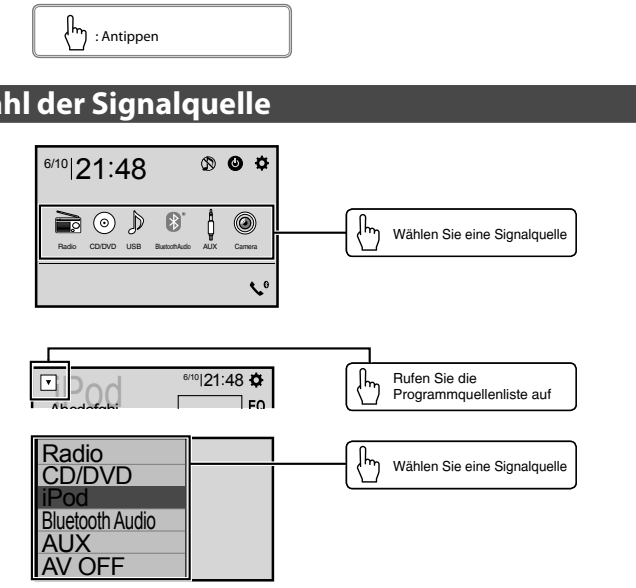 : Antippen
hl der Signalquelle
6/10 21:48
Radio CD/DVD USB BluetoothAudio AUX Camera
Wählen Sie eine Signalquelle
iPod 6/10 21:48
EQ
Rufen Sie die
Programmquellenliste auf
Radio
CD/DVD
iPod
Bluetooth Audio
AUX
AV OFF
Wählen Sie eine Signalquelle